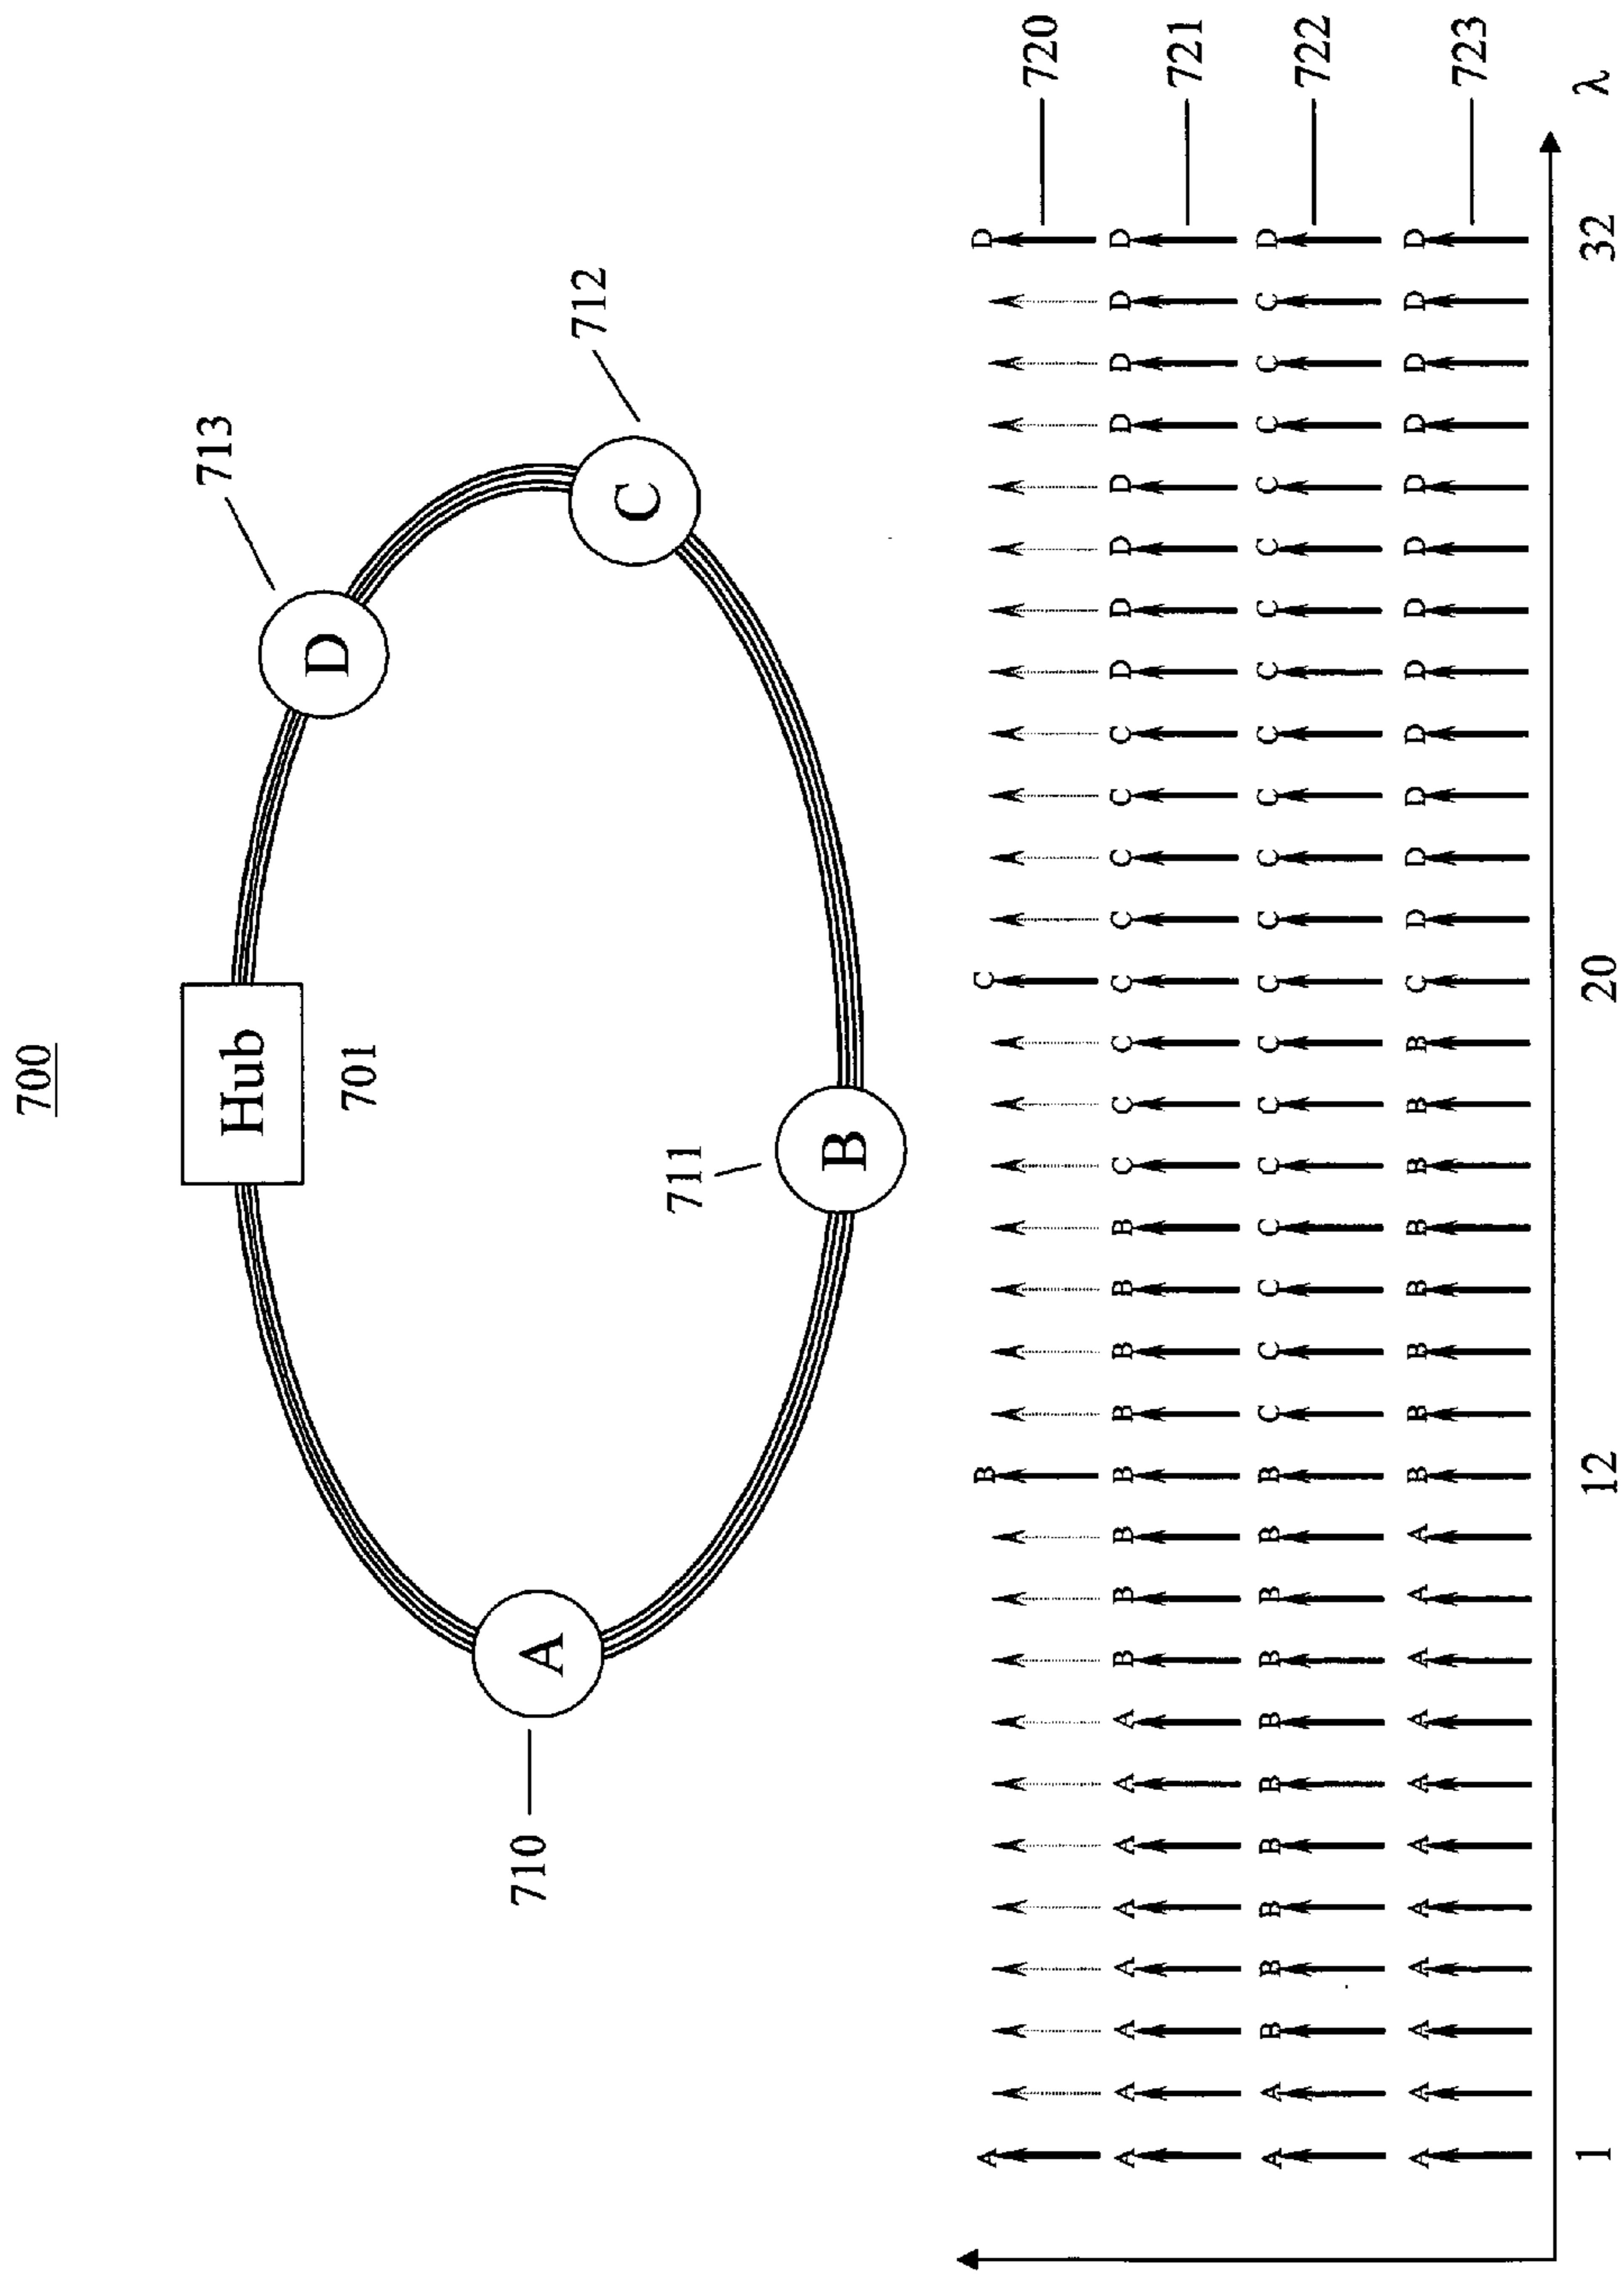 700
713
Hub
D
701
712
A
710
C
711
B
A B C D 720
A A A A A A A A B B B B B B B B C C C C C C C C D D D D D D D D 721
A A B B B B B B B B B B C C C C C C C C C C C C C C C C C C C D 722
A A A A A A A A A A A B B B B B B B B C D D D D D D D D D D D D 723
1 12 20 32 λ